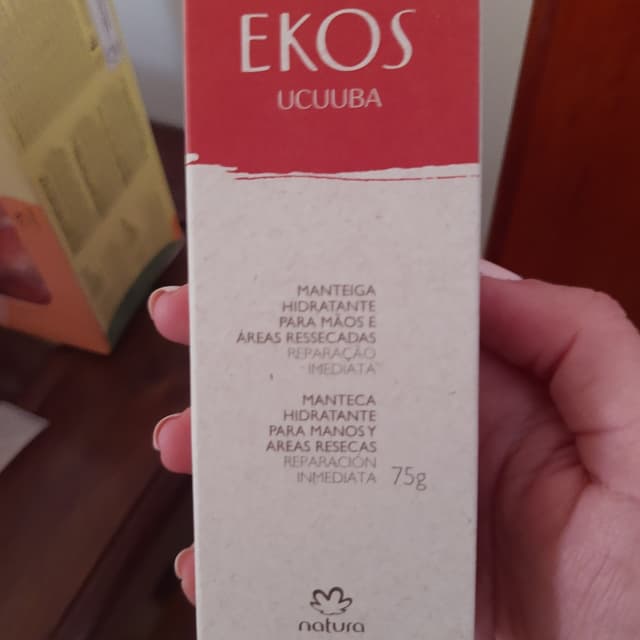 EKOS
UCUUBA
MANTEIGA
HIDRATANTE
PARA MÃOS E
ÁREAS RESSECADAS
REPARAÇÃO
IMEDIATA
MANTECA
HIDRATANTE
PARA MANOS Y
ÁREAS RESECAS
REPARACIÓN
INMEDIATA 75g
natura